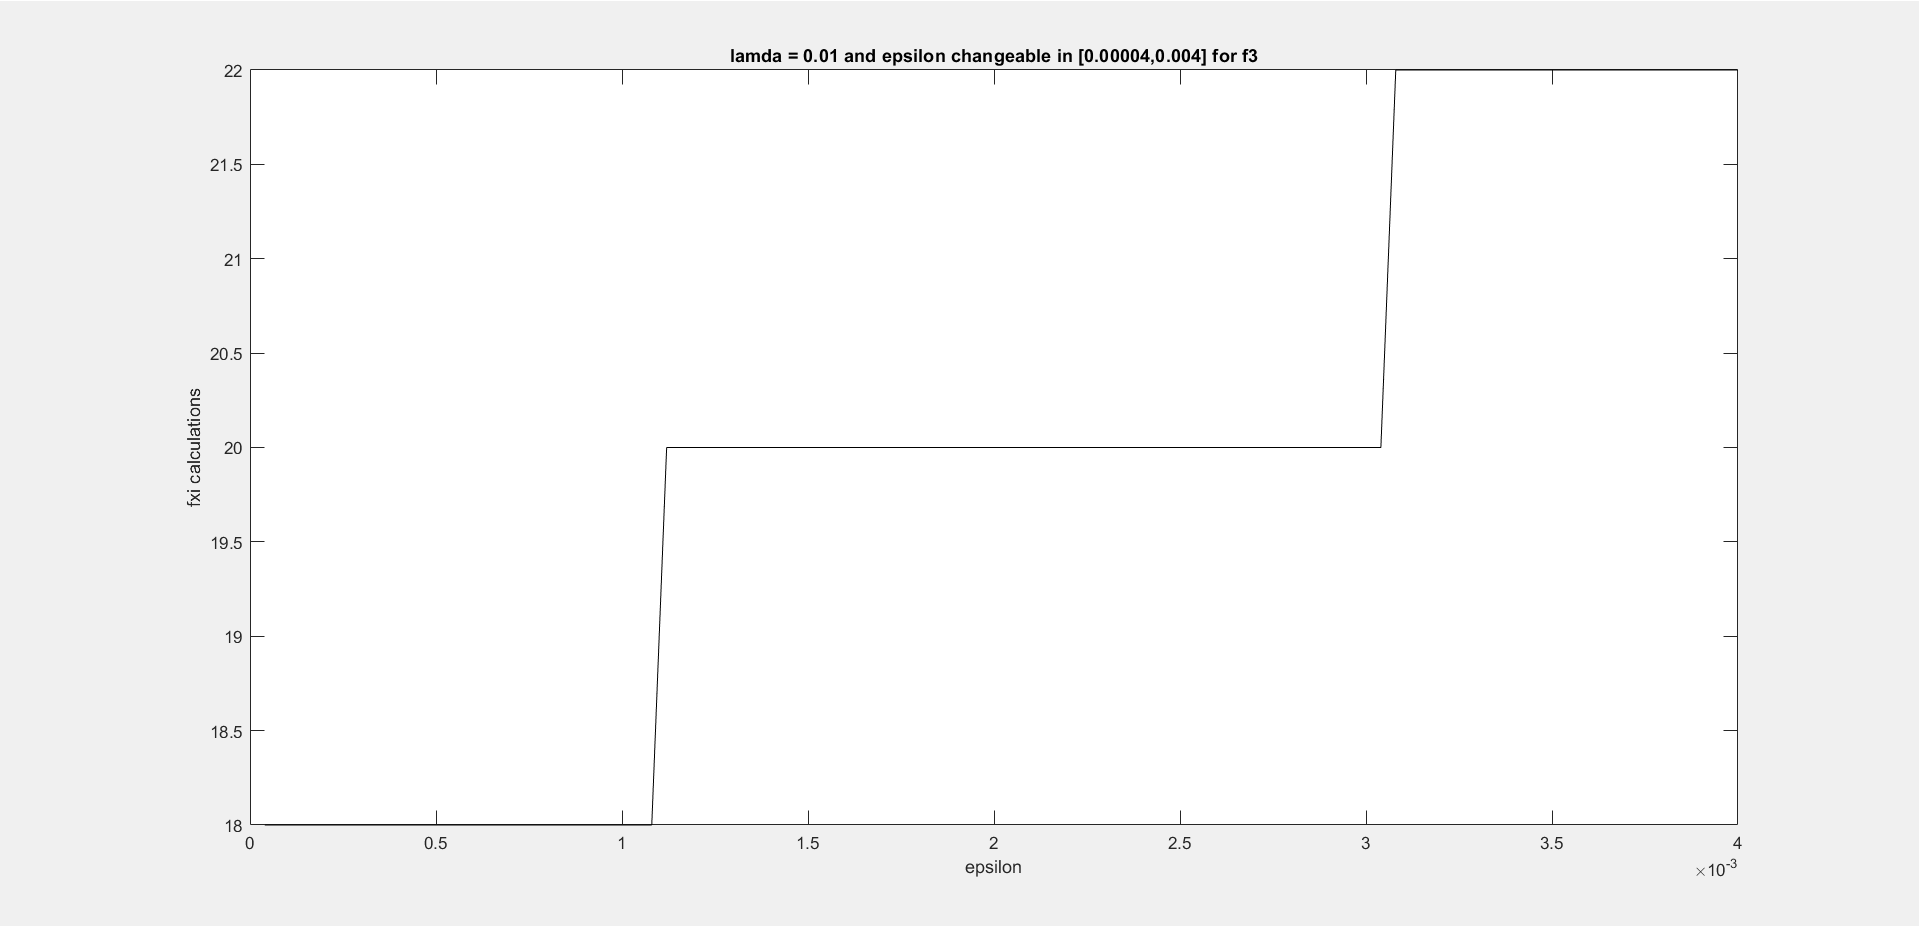 lamda = 0.01 and epsilon changeable in [0.00004,0.004] for f3
22
21.5
21
20.5
20
19.5
19
18.5
18
fxi calculations
0 0.5 1 1.5 2 2.5 3 3.5 4
epsilon
×10-3